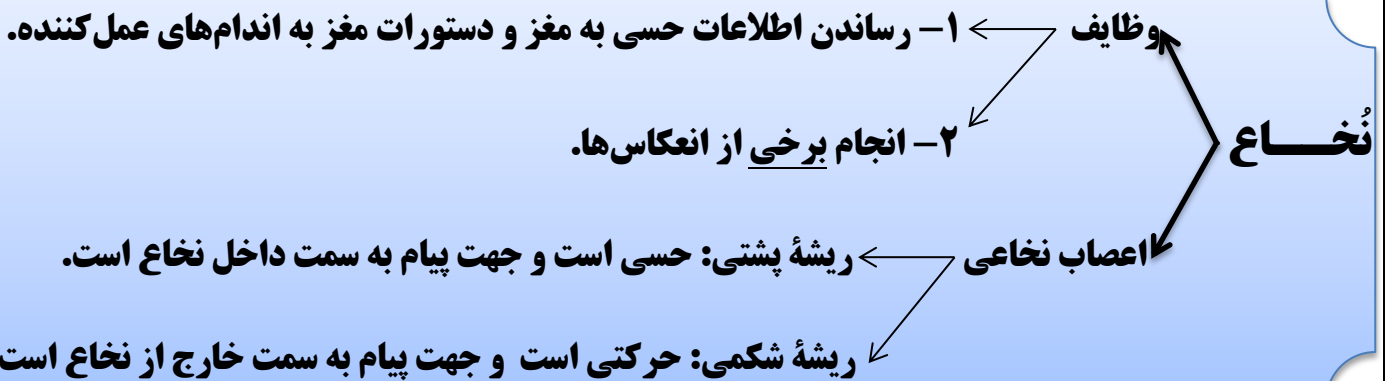 وظایف ۱- رساندن اطلاعات حسی به مغز و دستورات مغز به اندام‌های عمل‌کننده.
نُخـــاع
۲- انجام برخی از انعکاس‌ها.
اعصاب نخاعی ریشۀ پشتی: حسی است و جهت پیام به سمت داخل نخاع است.
ریشۀ شکمی: حرکتی است و جهت پیام به سمت خارج از نخاع است